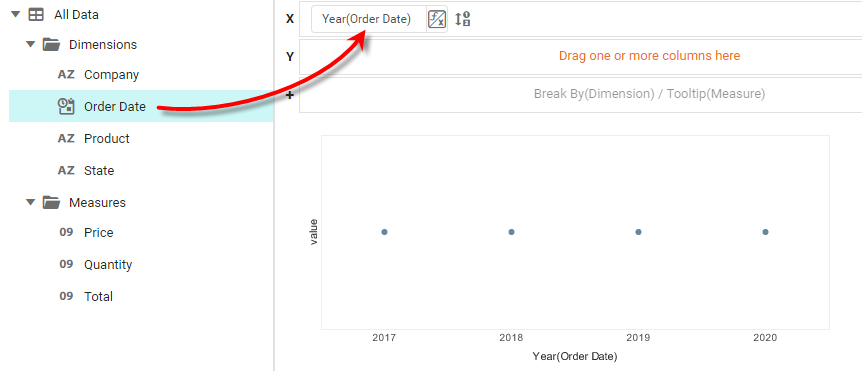 All Data
Dimensions
AZ Company
Order Date
AZ Product
AZ State
Measures
09 Price
09 Quantity
09 Total
X Year(Order Date) f/x
Y Drag one or more columns here
+ Break By(Dimension) / Tooltip(Measure)
value
2017 2018 2019 2020
Year(Order Date)